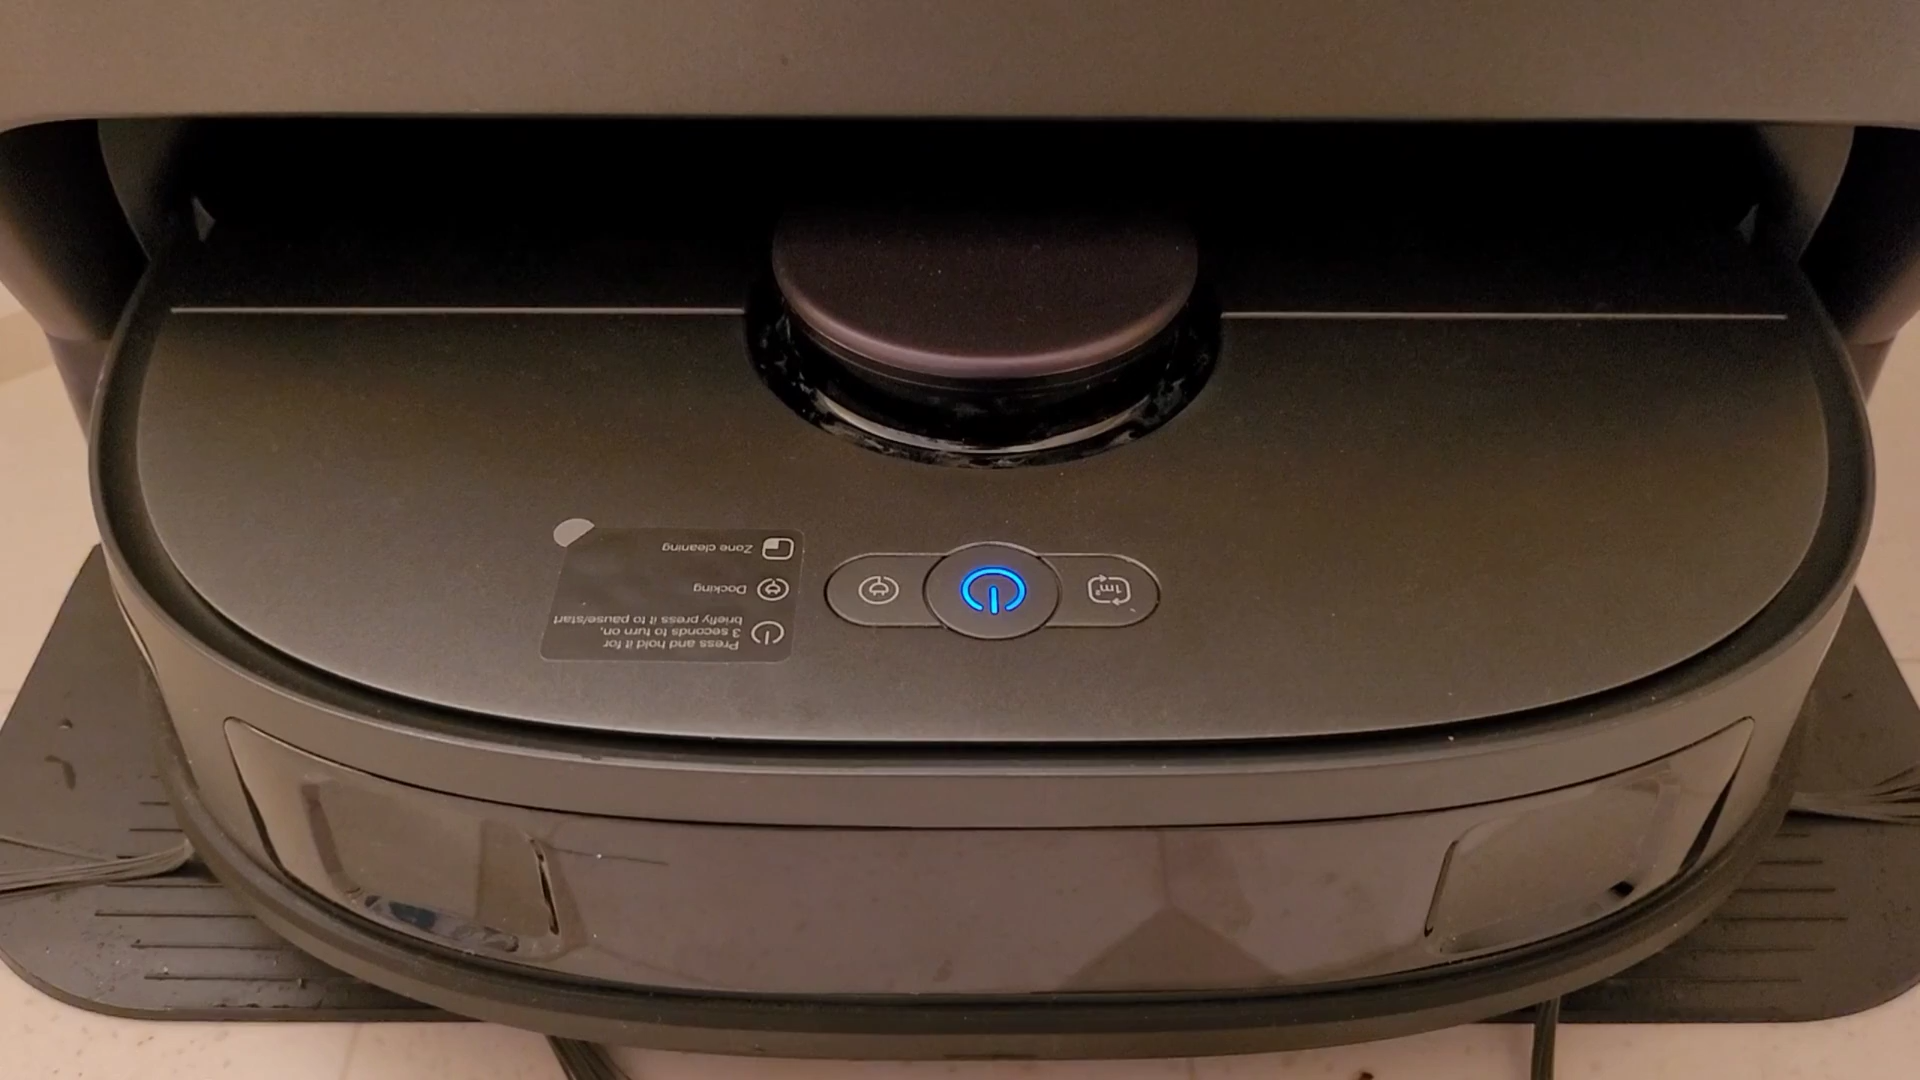 Press and hold it for
3 seconds to turn on,
briefly press it to pause/start
Docking
Zone cleaning
1m²